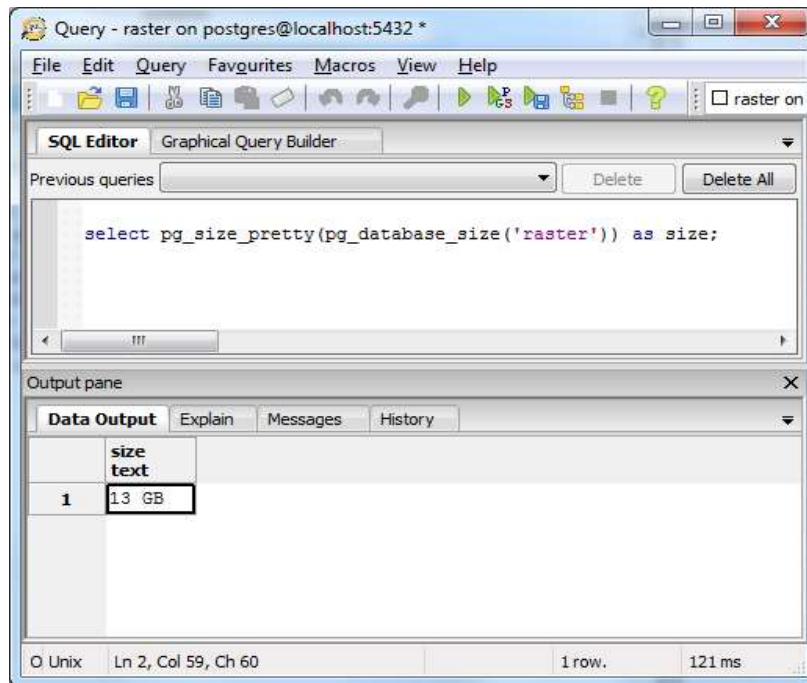 Query - raster on postgres@localhost:5432 *
File Edit Query Favourites Macros View Help
raster on
SQL Editor Graphical Query Builder
Previous queries Delete Delete All
select pg_size_pretty(pg_database_size('raster')) as size;
Output pane
Data Output Explain Messages History
size
text
1 13 GB
O Unix Ln 2, Col 59, Ch 60 1 row. 121 ms